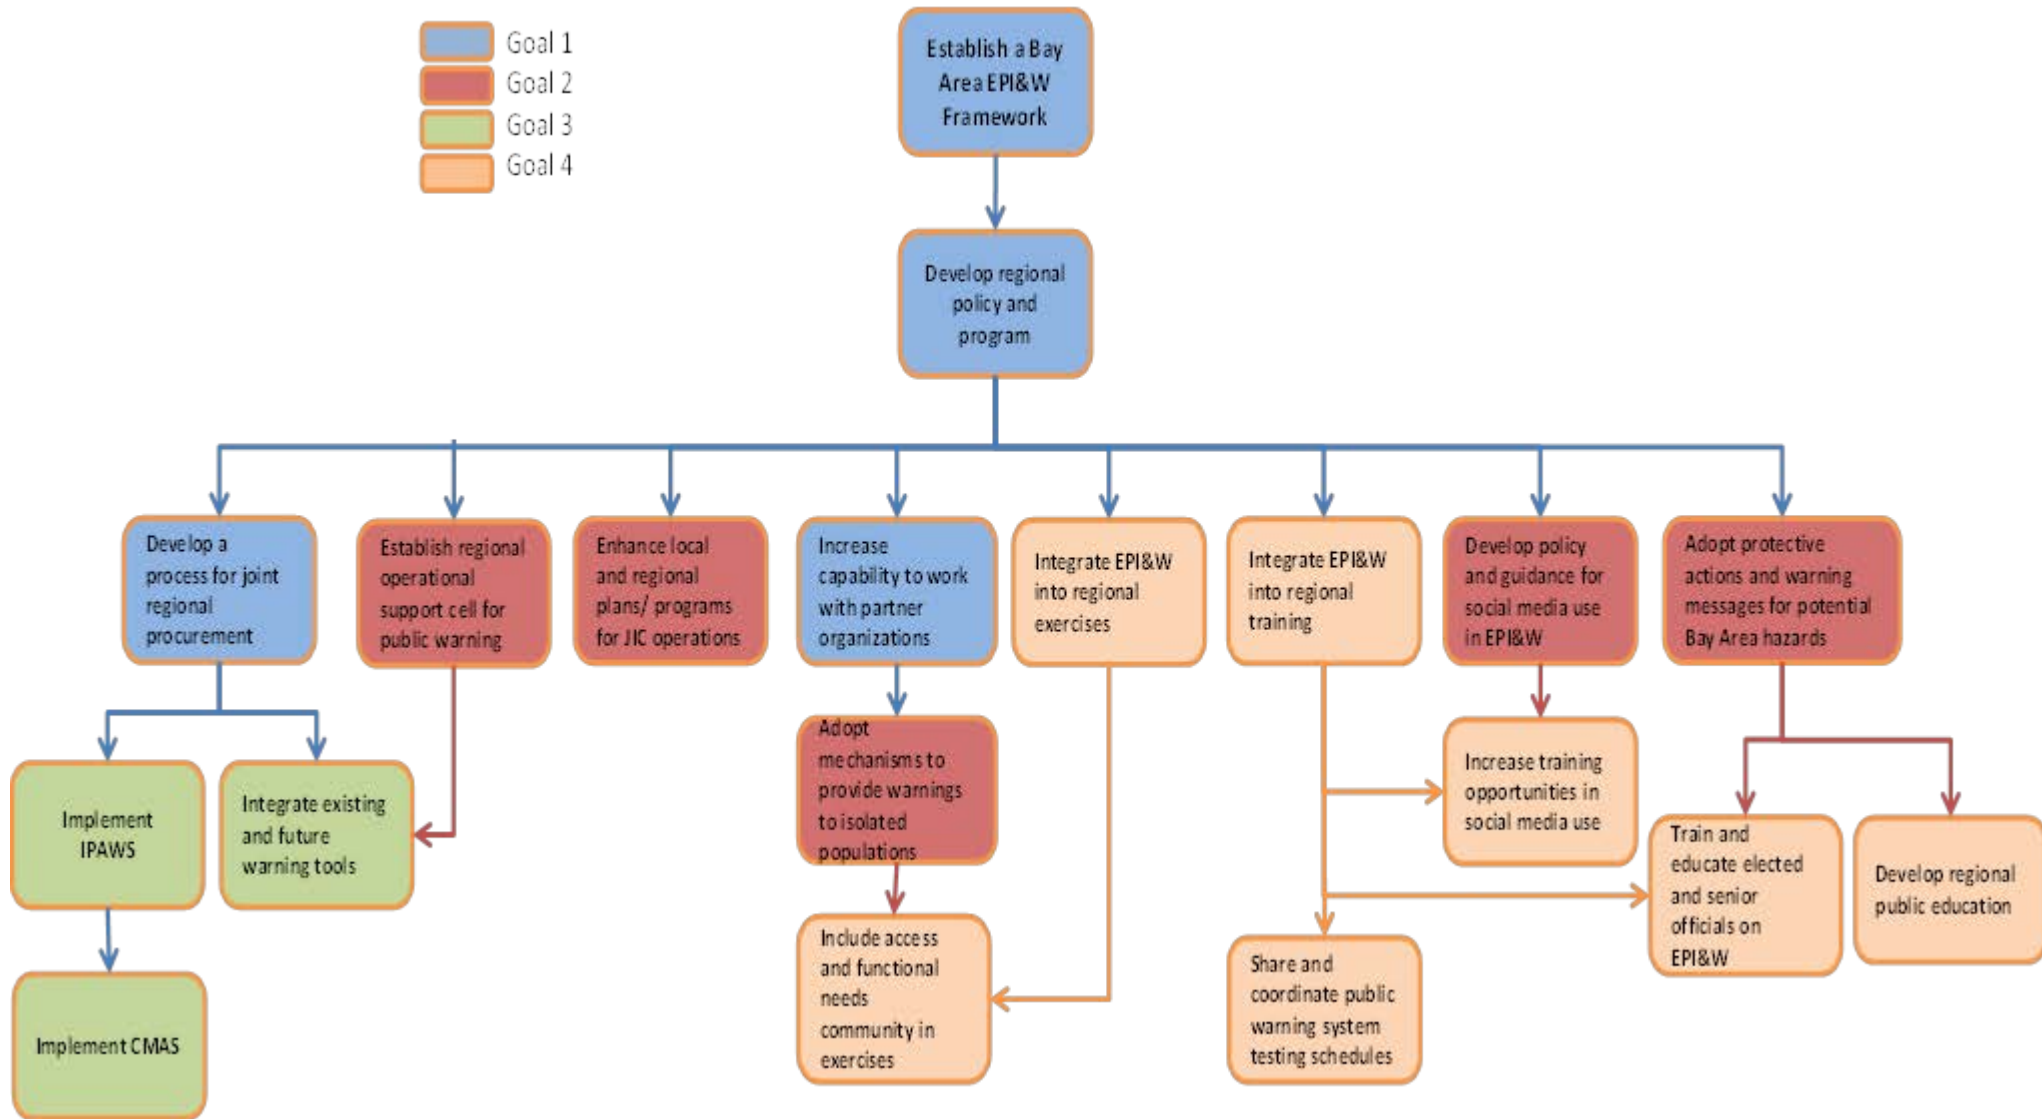 Goal 1
Goal 2
Goal 3
Goal 4
Establish a Bay
Area EPI&W
Framework
Develop regional
policy and
program
Develop a
process for joint
regional
procurement
Establish regional
operational
support cell for
public warning
Enhance local
and regional
plans/ programs
for JIC operations
Increase
capability to work
with partner
organizations
Integrate EPI&W
into regional
exercises
Integrate EPI&W
into regional
training
Develop policy
and guidance for
social media use
in EPI&W
Adopt protective
actions and warning
messages for potential
Bay Area hazards
Implement
IPAWS
Integrate existing
and future
warning tools
Adopt
mechanisms to
provide warnings
to isolated
populations
Increase training
opportunities in
social media use
Train and
educate elected
and senior
officials on
EPI&W
Develop regional
public education
Implement CMAS
Include access
and functional
needs
community in
exercises
Share and
coordinate public
warning system
testing schedules